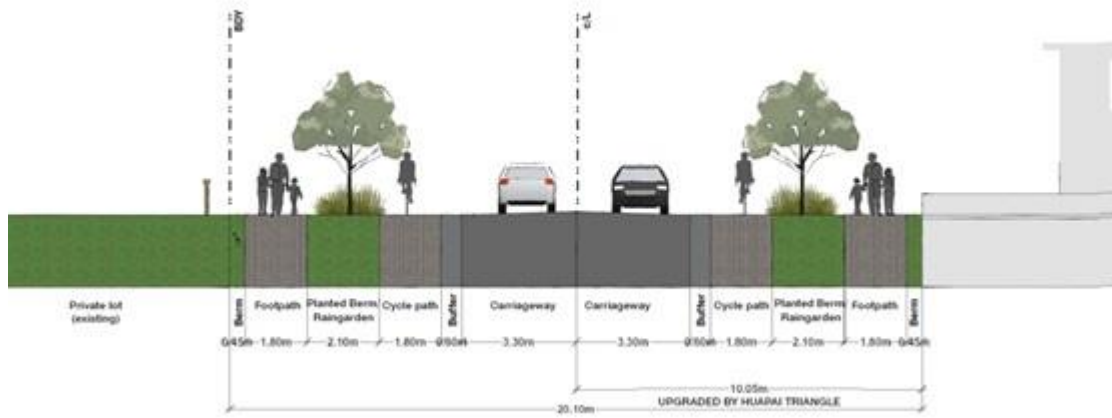 BDY
c/L
Private lot
(existing)
Berm
Footpath
Planted Berm
Raingarden
Cycle path
Buffer
Carriageway
Carriageway
Buffer
Cycle path
Planted Berm
Raingarden
Footpath
Berm
0.45m
1.80m
2.10m
1.80m
0.60m
3.30m
3.30m
0.60m
1.80m
2.10m
1.80m
0.45m
10.05m
UPGRADED BY HUAPAI TRIANGLE
20.10m